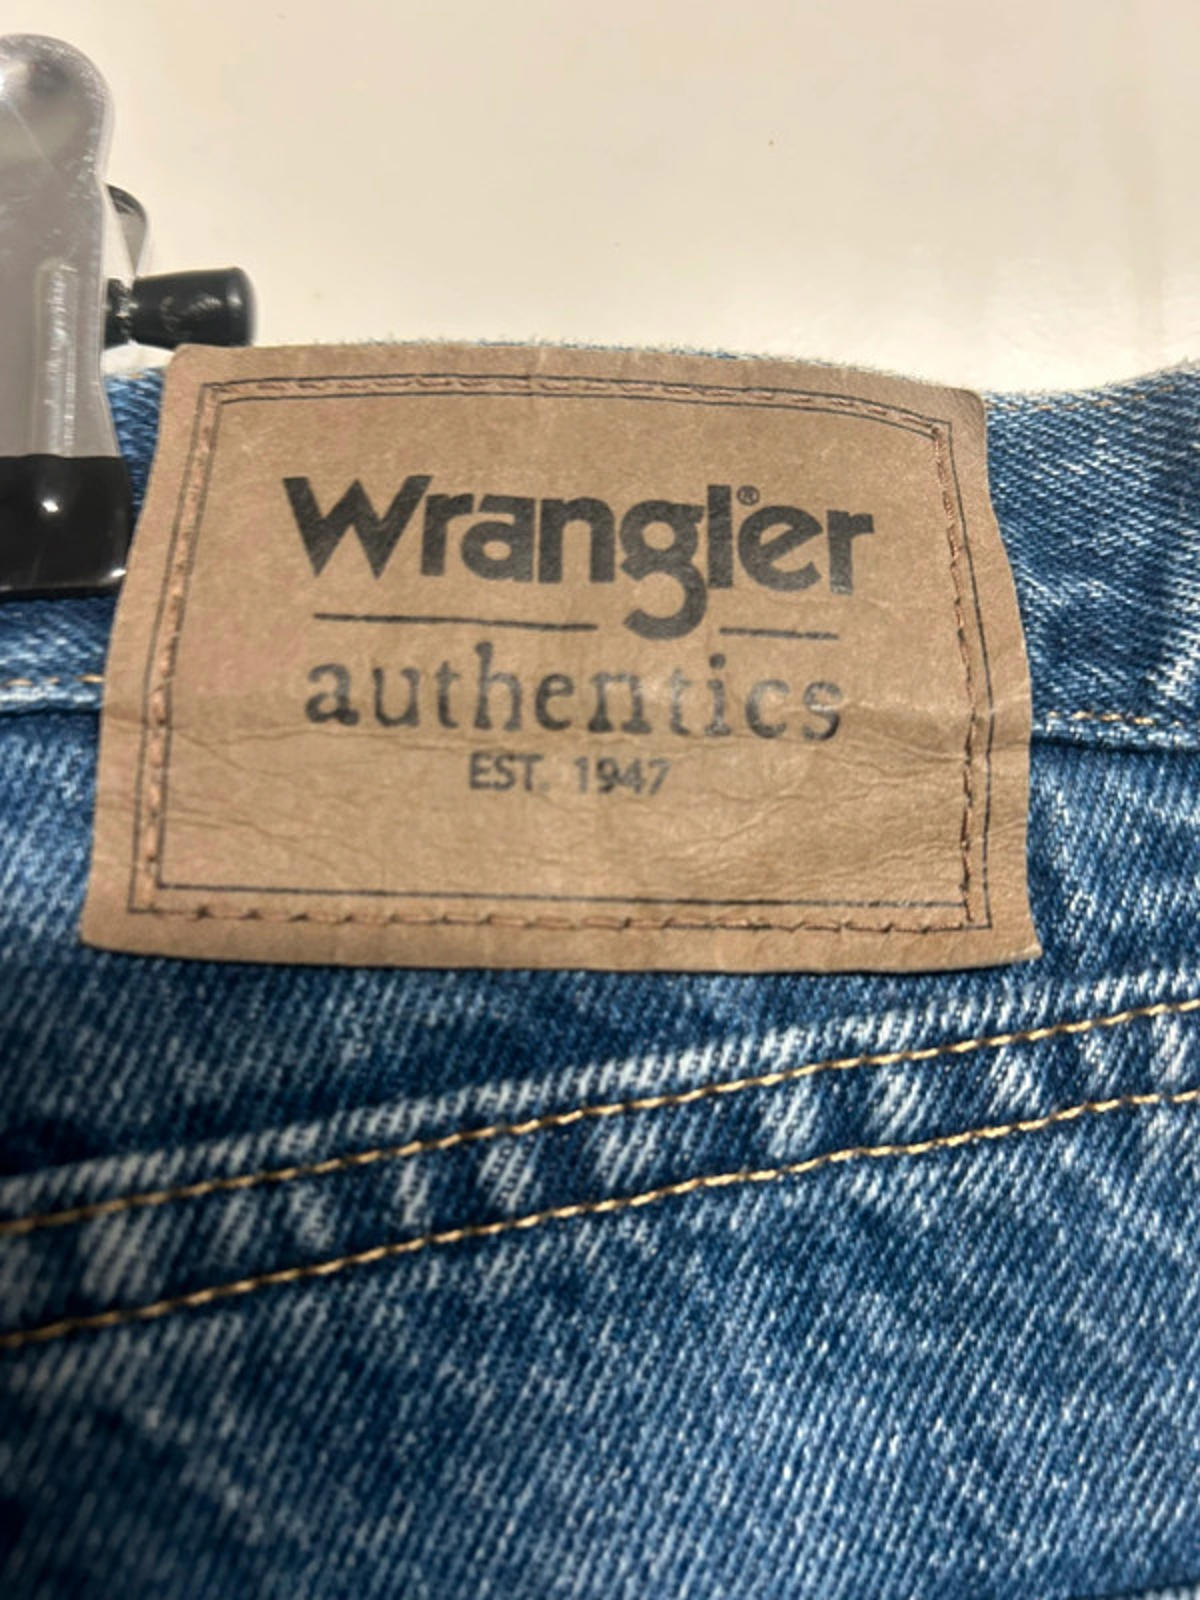 Wrangler®
authentics
EST. 1947